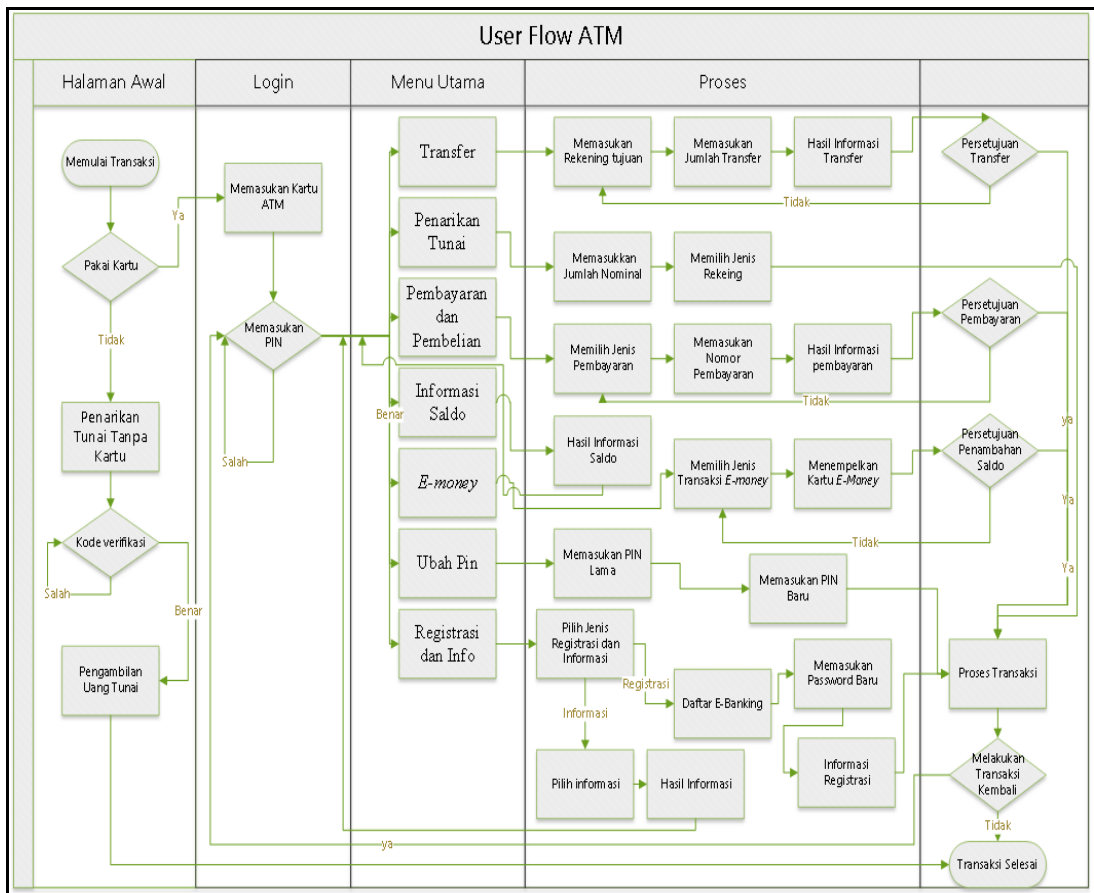 User Flow ATM
Halaman Awal
Login
Menu Utama
Proses
Memulai Transaksi
Pakai Kartu
Ya
Tidak
Penarikan
Tunai Tanpa
Kartu
Kode verifikasi
Salah
Benar
Pengambilan
Uang Tunai
Memasukan Kartu
ATM
Memasukan
PIN
Salah
Benar
Transfer
Penarikan
Tunai
Pembayaran
dan
Pembelian
Informasi
Saldo
E-money
Ubah Pin
Registrasi
dan Info
Memasukan
Rekening tujuan
Memasukan
Jumlah Transfer
Hasil Informasi
Transfer
Persetujuan
Transfer
Tidak
Memasukkan
Jumlah Nominal
Memilih Jenis
Rekeing
Memilih Jenis
Pembayaran
Memasukan
Nomor
Pembayaran
Hasil Informasi
pembayaran
Persetujuan
Pembayaran
Tidak
ya
Hasil Informasi
Saldo
Memilih Jenis
Transaksi E-money
Menempelkan
Kartu E-Money
Persetujuan
Penambahan
Saldo
Tidak
Ya
Ya
Memasukan PIN
Lama
Memasukan PIN
Baru
Pilih Jenis
Registrasi dan
Informasi
Registrasi
Informasi
Daftar E-Banking
Memasukan
Password Baru
Informasi
Registrasi
Pilih informasi
Hasil Informasi
Proses Transaksi
Melakukan
Transaksi
Kembali
ya
Tidak
Transaksi Selesai